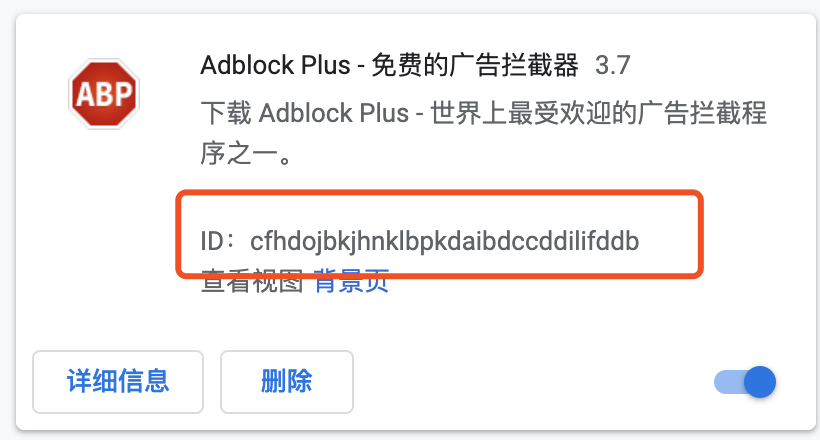 ABP
Adblock Plus - 免费的广告拦截器 3.7
下载 Adblock Plus - 世界上最受欢迎的广告拦截程
序之一。
ID：cfhdojbkjhnklbpkdaibdccddilifddb
查看视图 背景页
详细信息 删除